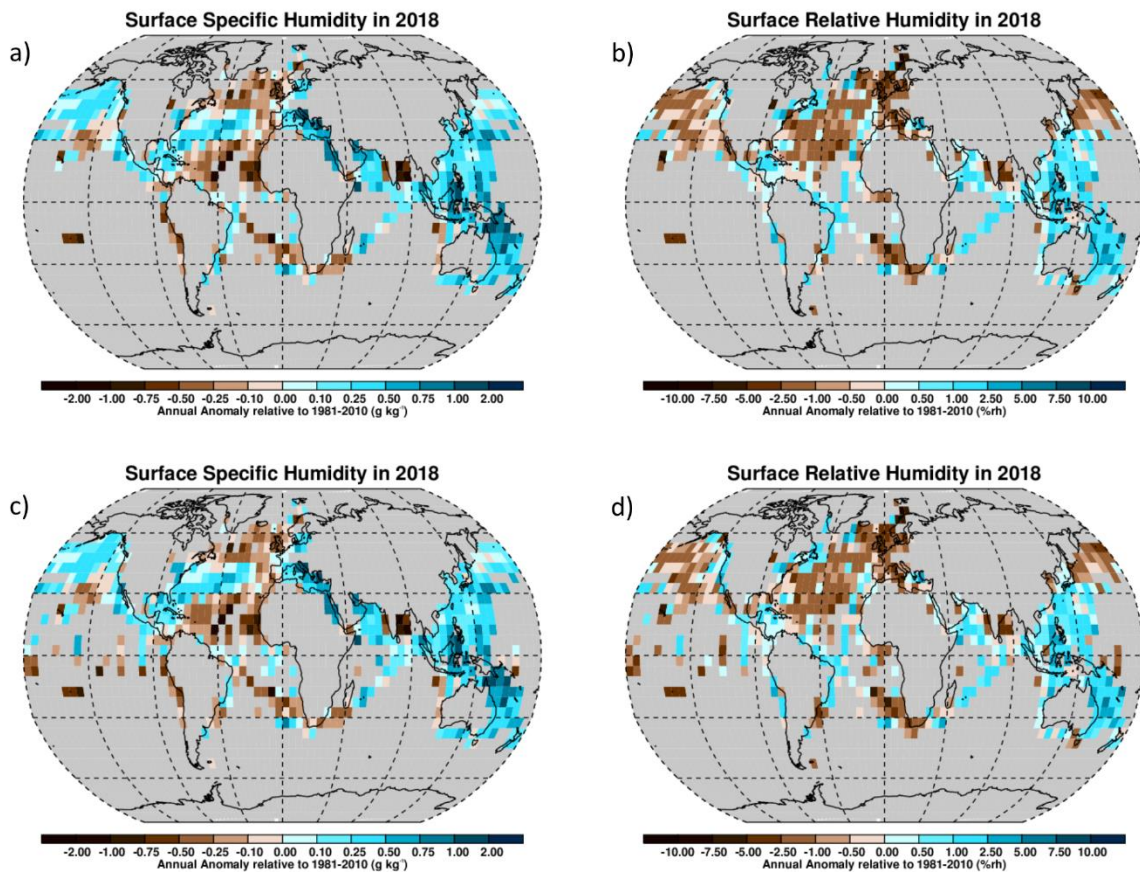 Surface Specific Humidity in 2018
a)
-2.00 -1.00 -0.75 -0.50 -0.25 -0.10 0.00 0.10 0.25 0.50 0.75 1.00 2.00
Annual Anomaly relative to 1981-2010 (g kg⁻¹)
Surface Relative Humidity in 2018
b)
-10.00 -7.50 -5.00 -2.50 -1.00 -0.50 0.00 0.50 1.00 2.50 5.00 7.50 10.00
Annual Anomaly relative to 1981-2010 (%rh)
Surface Specific Humidity in 2018
c)
-2.00 -1.00 -0.75 -0.50 -0.25 -0.10 0.00 0.10 0.25 0.50 0.75 1.00 2.00
Annual Anomaly relative to 1981-2010 (g kg⁻¹)
Surface Relative Humidity in 2018
d)
-10.00 -7.50 -5.00 -2.50 -1.00 -0.50 0.00 0.50 1.00 2.50 5.00 7.50 10.00
Annual Anomaly relative to 1981-2010 (%rh)